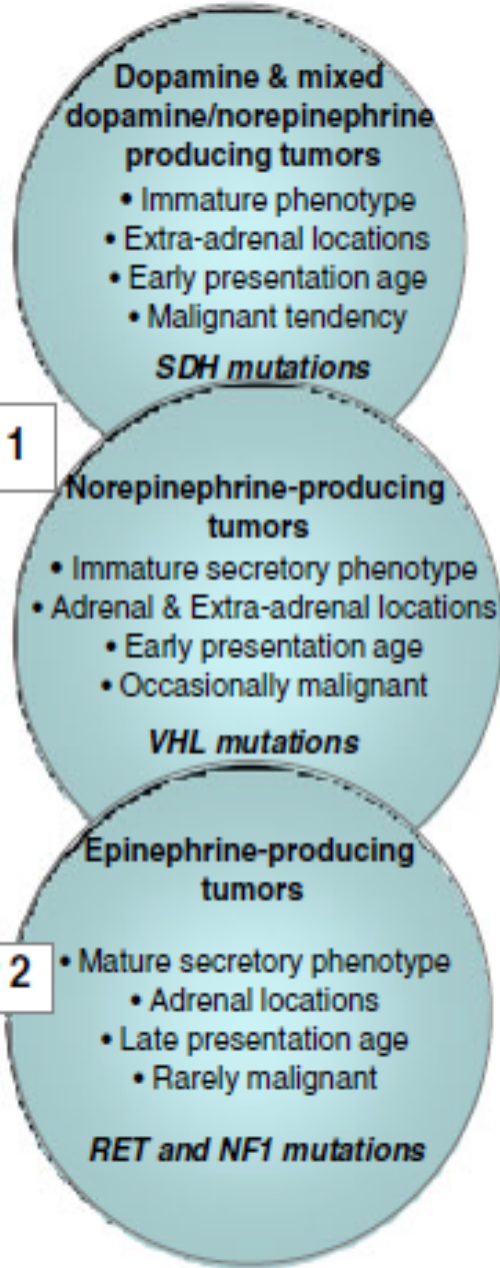 Dopamine & mixed
dopamine/norepinephrine
producing tumors
• Immature phenotype
• Extra-adrenal locations
• Early presentation age
• Malignant tendency
SDH mutations
1
Norepinephrine-producing
tumors
• Immature secretory phenotype
• Adrenal & Extra-adrenal locations
• Early presentation age
• Occasionally malignant
VHL mutations
Epinephrine-producing
tumors
2
• Mature secretory phenotype
• Adrenal locations
• Late presentation age
• Rarely malignant
RET and NF1 mutations